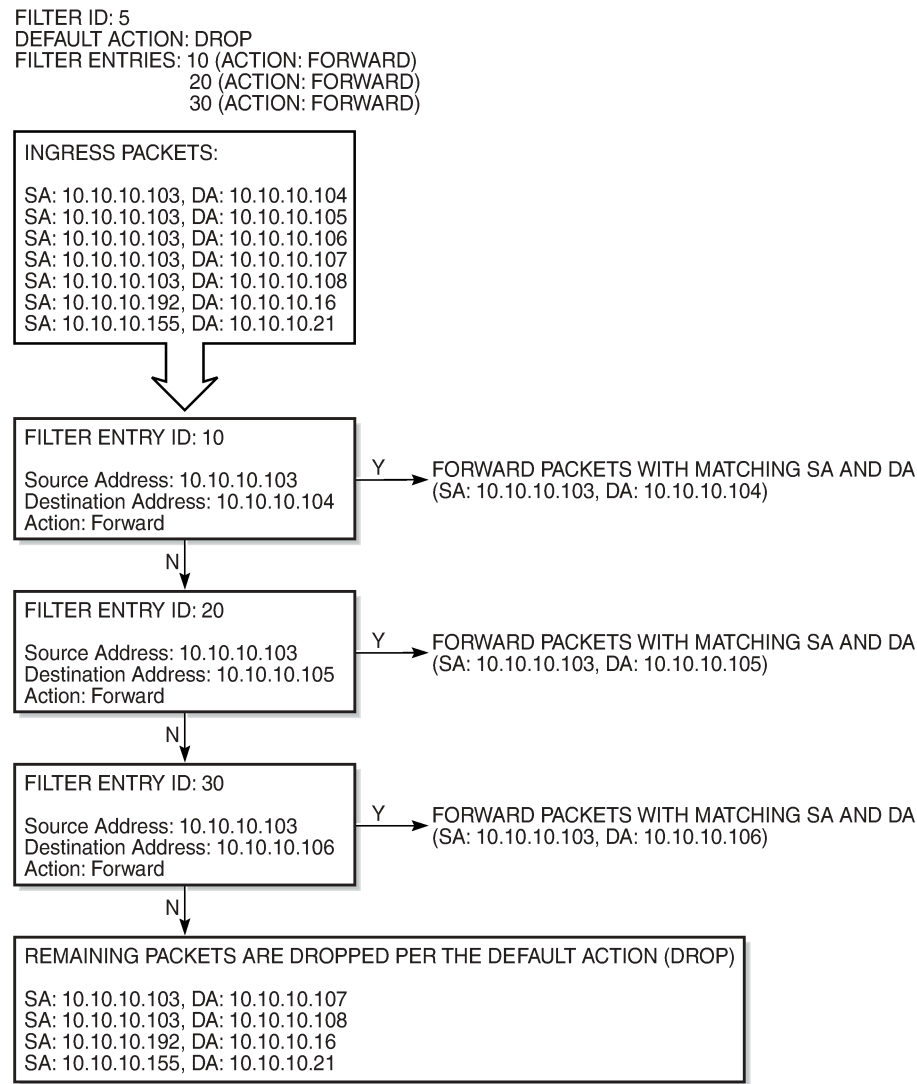 FILTER ID: 5
DEFAULT ACTION: DROP
FILTER ENTRIES: 10 (ACTION: FORWARD)
20 (ACTION: FORWARD)
30 (ACTION: FORWARD)
INGRESS PACKETS:
SA: 10.10.10.103, DA: 10.10.10.104
SA: 10.10.10.103, DA: 10.10.10.105
SA: 10.10.10.103, DA: 10.10.10.106
SA: 10.10.10.103, DA: 10.10.10.107
SA: 10.10.10.103, DA: 10.10.10.108
SA: 10.10.10.192, DA: 10.10.10.16
SA: 10.10.10.155, DA: 10.10.10.21
FILTER ENTRY ID: 10
Source Address: 10.10.10.103
Destination Address: 10.10.10.104
Action: Forward
Y
FORWARD PACKETS WITH MATCHING SA AND DA
(SA: 10.10.10.103, DA: 10.10.10.104)
N
FILTER ENTRY ID: 20
Source Address: 10.10.10.103
Destination Address: 10.10.10.105
Action: Forward
Y
FORWARD PACKETS WITH MATCHING SA AND DA
(SA: 10.10.10.103, DA: 10.10.10.105)
N
FILTER ENTRY ID: 30
Source Address: 10.10.10.103
Destination Address: 10.10.10.106
Action: Forward
Y
FORWARD PACKETS WITH MATCHING SA AND DA
(SA: 10.10.10.103, DA: 10.10.10.106)
N
REMAINING PACKETS ARE DROPPED PER THE DEFAULT ACTION (DROP)
SA: 10.10.10.103, DA: 10.10.10.107
SA: 10.10.10.103, DA: 10.10.10.108
SA: 10.10.10.192, DA: 10.10.10.16
SA: 10.10.10.155, DA: 10.10.10.21